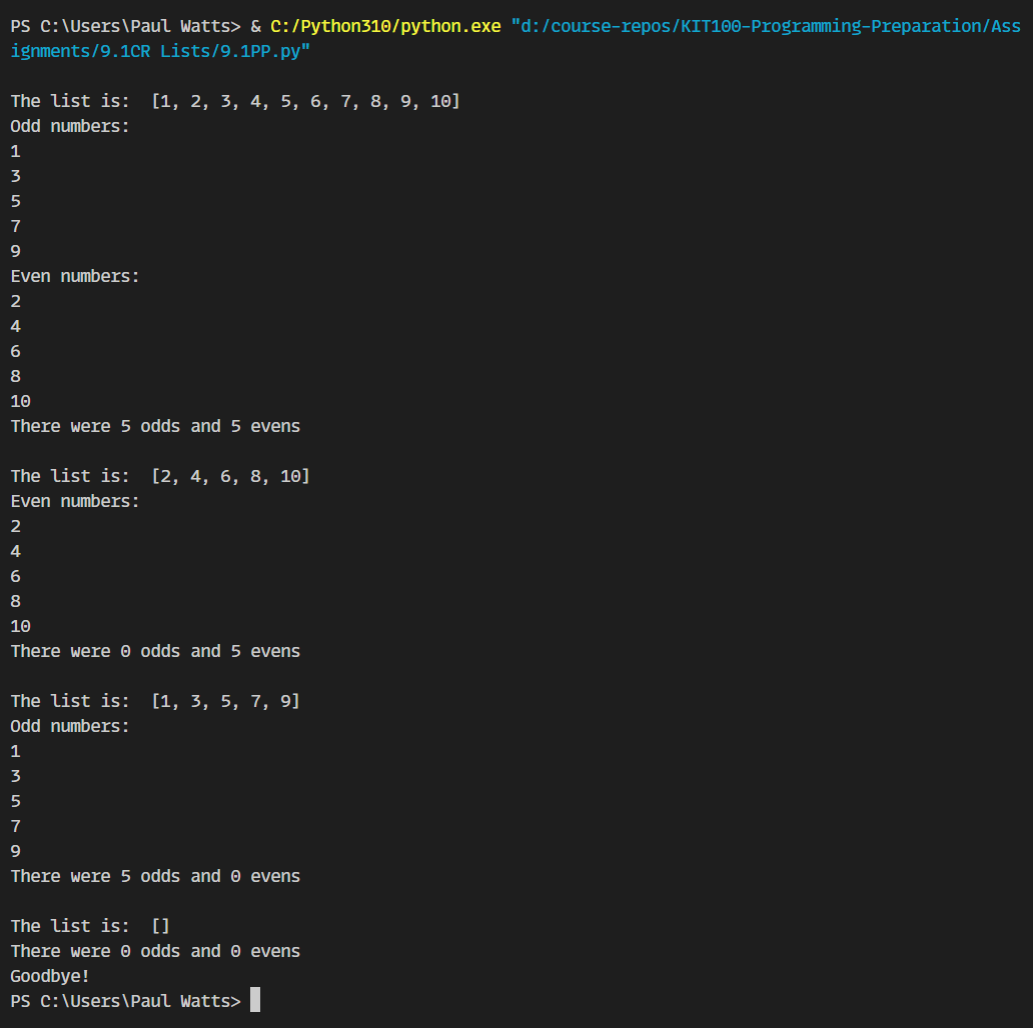 PS C:\Users\Paul Watts> & C:/Python310/python.exe "d:/course-repos/KIT100-Programming-Preparation/Ass
ignments/9.1CR Lists/9.1PP.py"
The list is:  [1, 2, 3, 4, 5, 6, 7, 8, 9, 10]
Odd numbers:
1
3
5
7
9
Even numbers:
2
4
6
8
10
There were 5 odds and 5 evens
The list is:  [2, 4, 6, 8, 10]
Even numbers:
2
4
6
8
10
There were 0 odds and 5 evens
The list is:  [1, 3, 5, 7, 9]
Odd numbers:
1
3
5
7
9
There were 5 odds and 0 evens
The list is:  []
There were 0 odds and 0 evens
Goodbye!
PS C:\Users\Paul Watts>